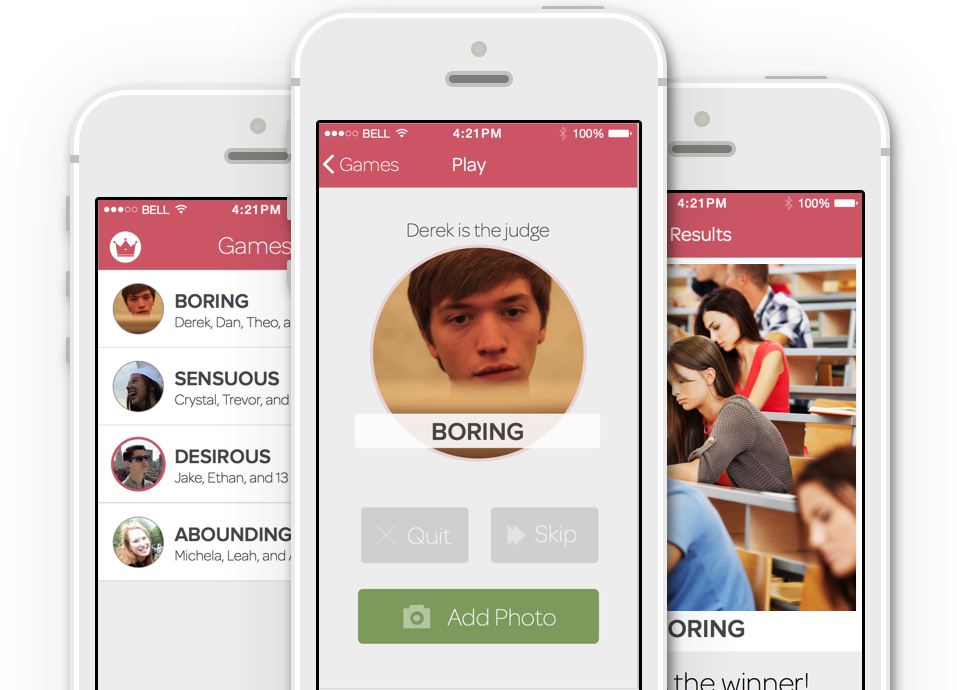 BELL 4:21PM
Games
BORING
Derek, Dan, Theo, a
SENSUOUS
Crystal, Trevor, and
DESIROUS
Jake, Ethan, and 13
ABOUNDING
Michela, Leah, and
BELL 4:21PM 100%
Games Play
Derek is the judge
BORING
Quit Skip
Add Photo
4:21PM 100%
Results
ORING
the winner!